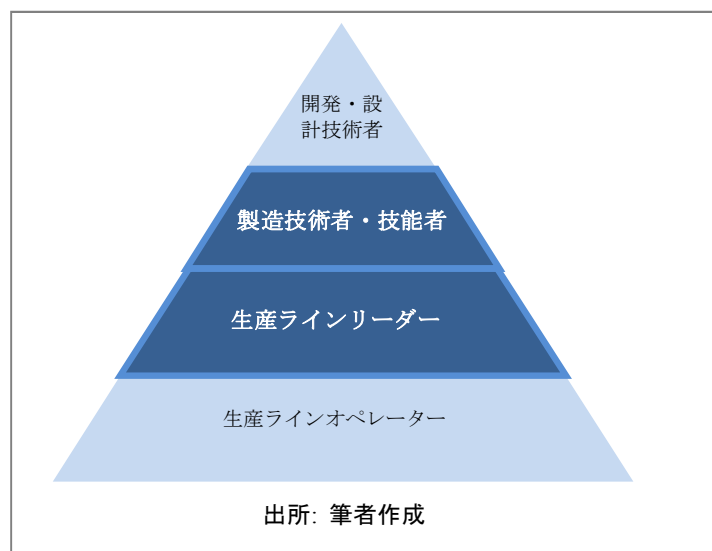 開発・設
計技術者
製造技術者・技能者
生産ラインリーダー
生産ラインオペレーター
出所: 筆者作成